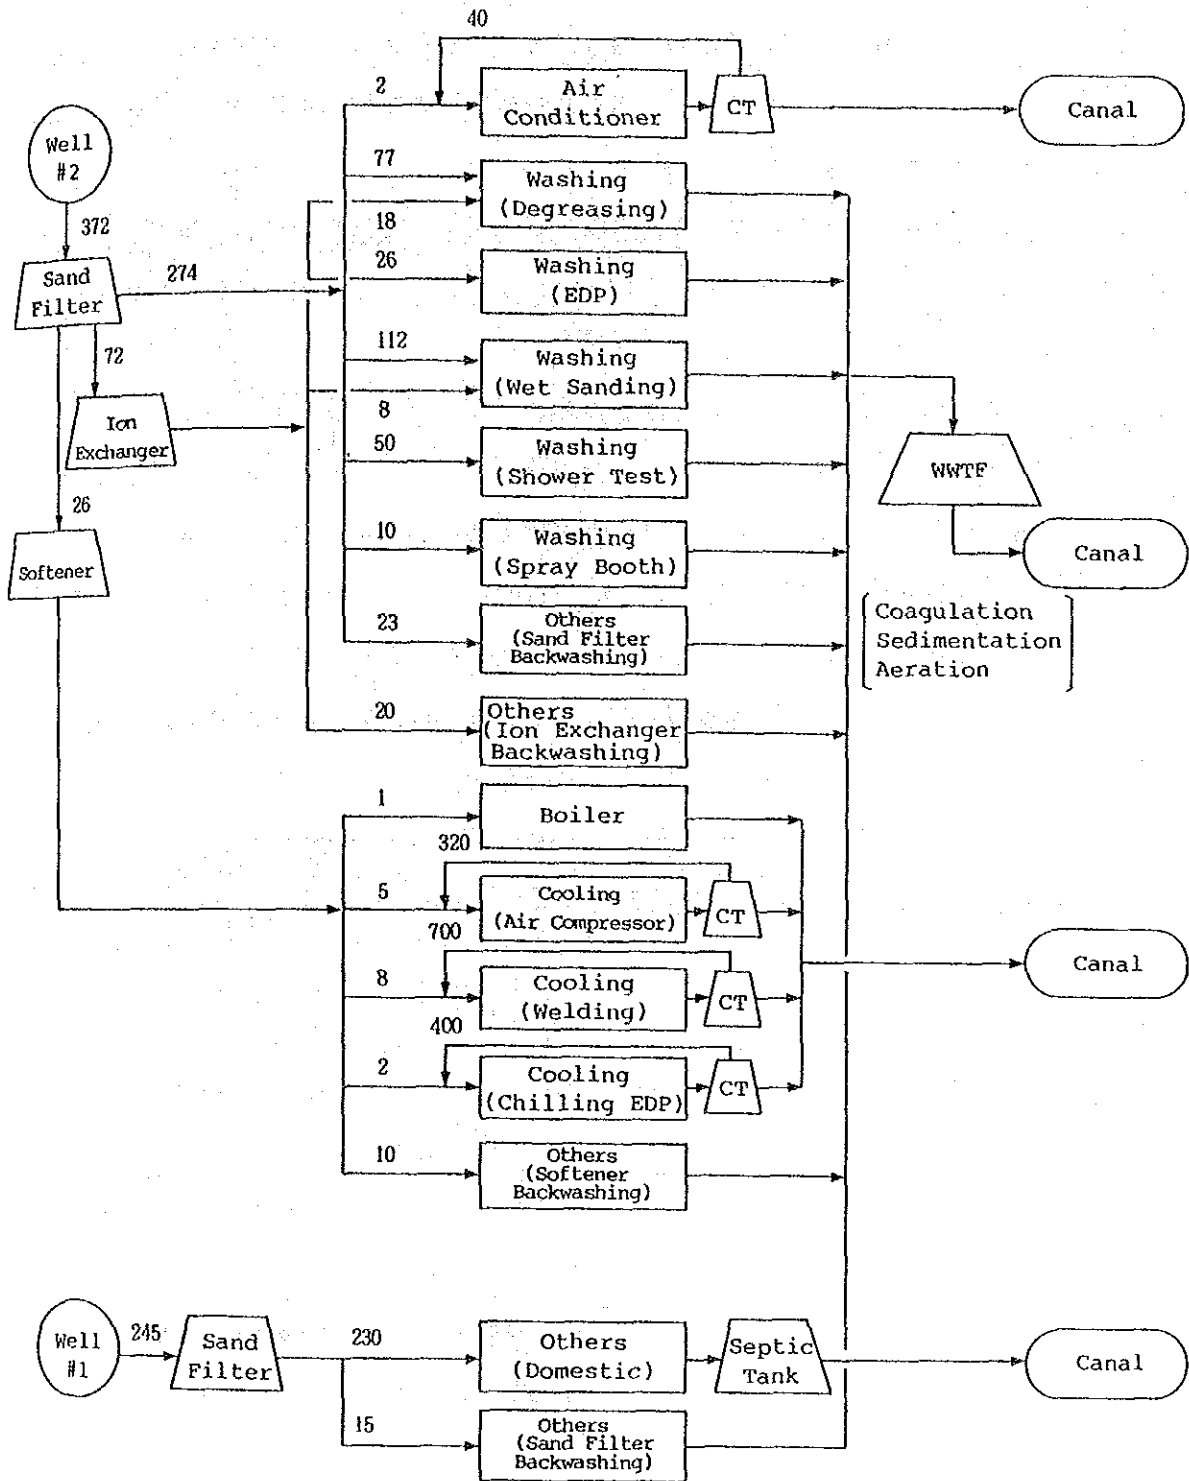 40
2
Air
Conditioner
CT
Canal
Well
#2
372
Sand
Filter
274
72
Ion
Exchanger
26
Softener
77
18
Washing
(Degreasing)
26
Washing
(EDP)
112
8
Washing
(Wet Sanding)
50
Washing
(Shower Test)
WWTF
10
Washing
(Spray Booth)
Canal
Coagulation
Sedimentation
Aeration
23
Others
(Sand Filter
Backwashing)
20
Others
(Ion Exchanger
Backwashing)
1
Boiler
320
5
Cooling
(Air Compressor)
CT
700
8
Cooling
(Welding)
CT
Canal
400
2
Cooling
(Chilling EDP)
CT
10
Others
(Softener
Backwashing)
Well
#1
245
Sand
Filter
230
Others
(Domestic)
Septic
Tank
Canal
15
Others
(Sand Filter
Backwashing)